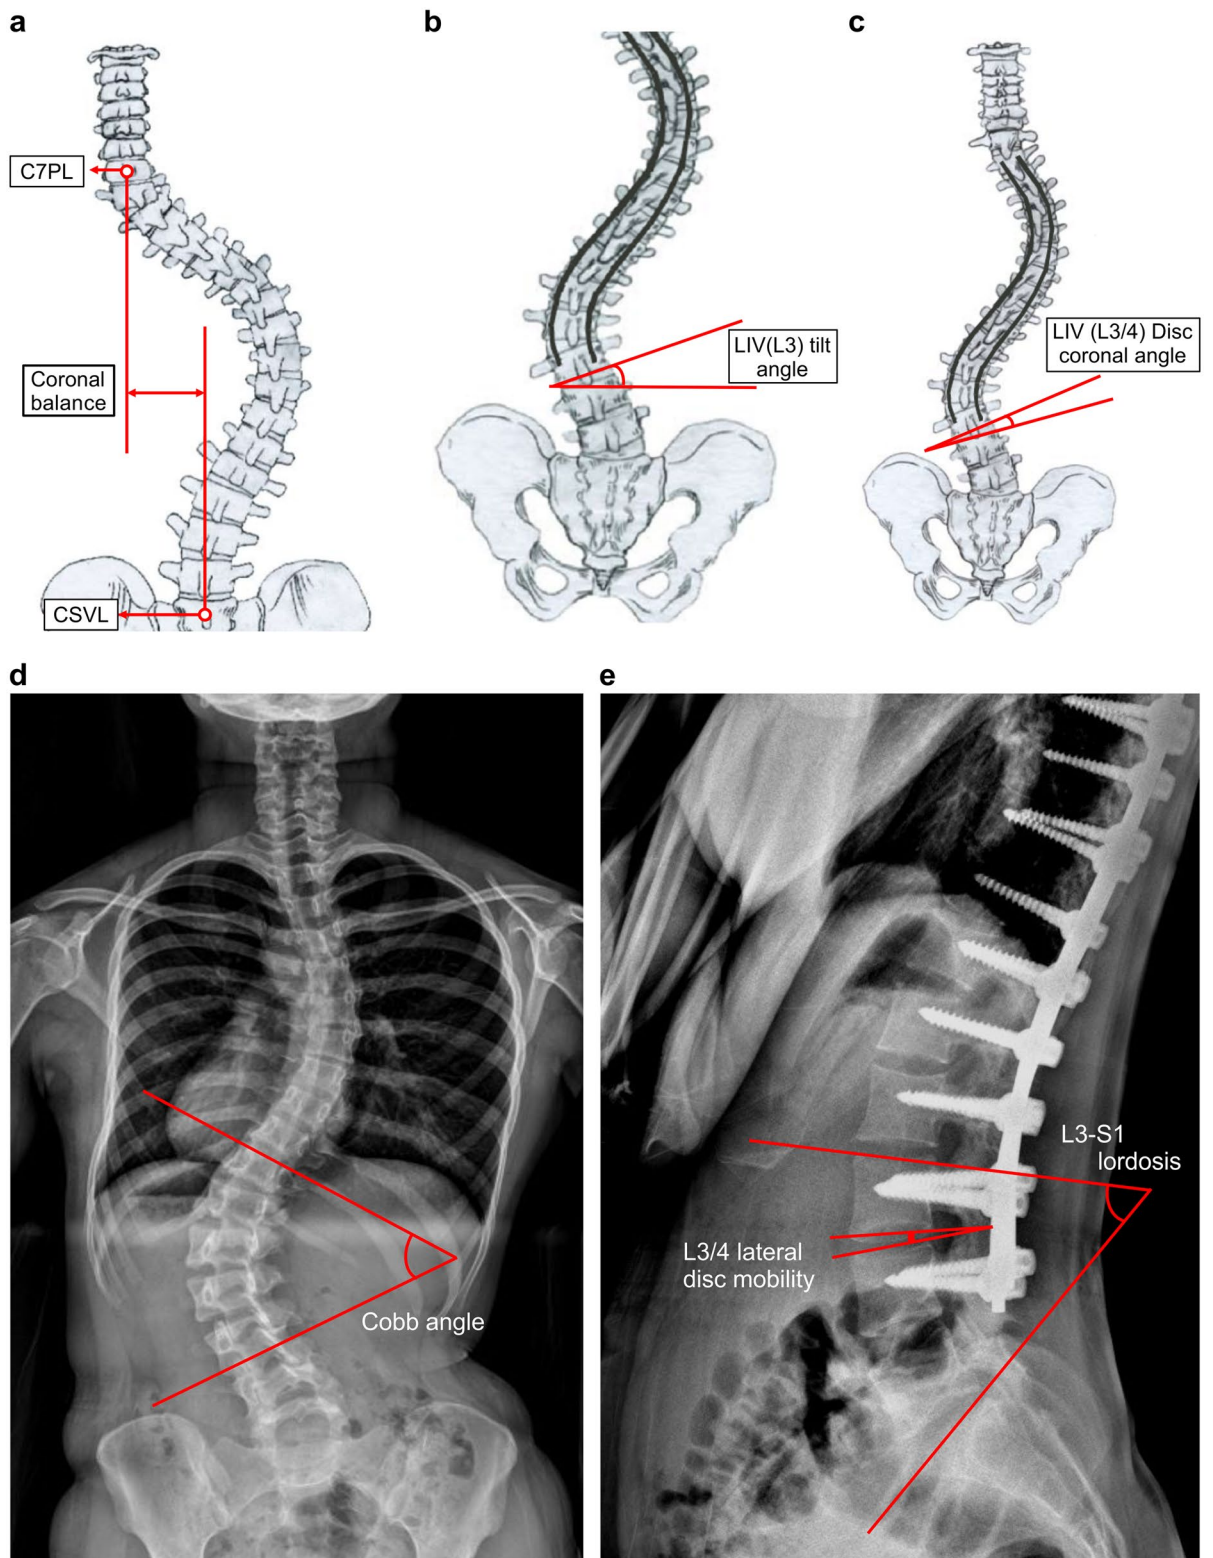 a
b
c
C7PL
Coronal
balance
CSVL
LIV(L3) tilt
angle
LIV (L3/4) Disc
coronal angle
d
e
Cobb angle
L3-S1
lordosis
L3/4 lateral
disc mobility